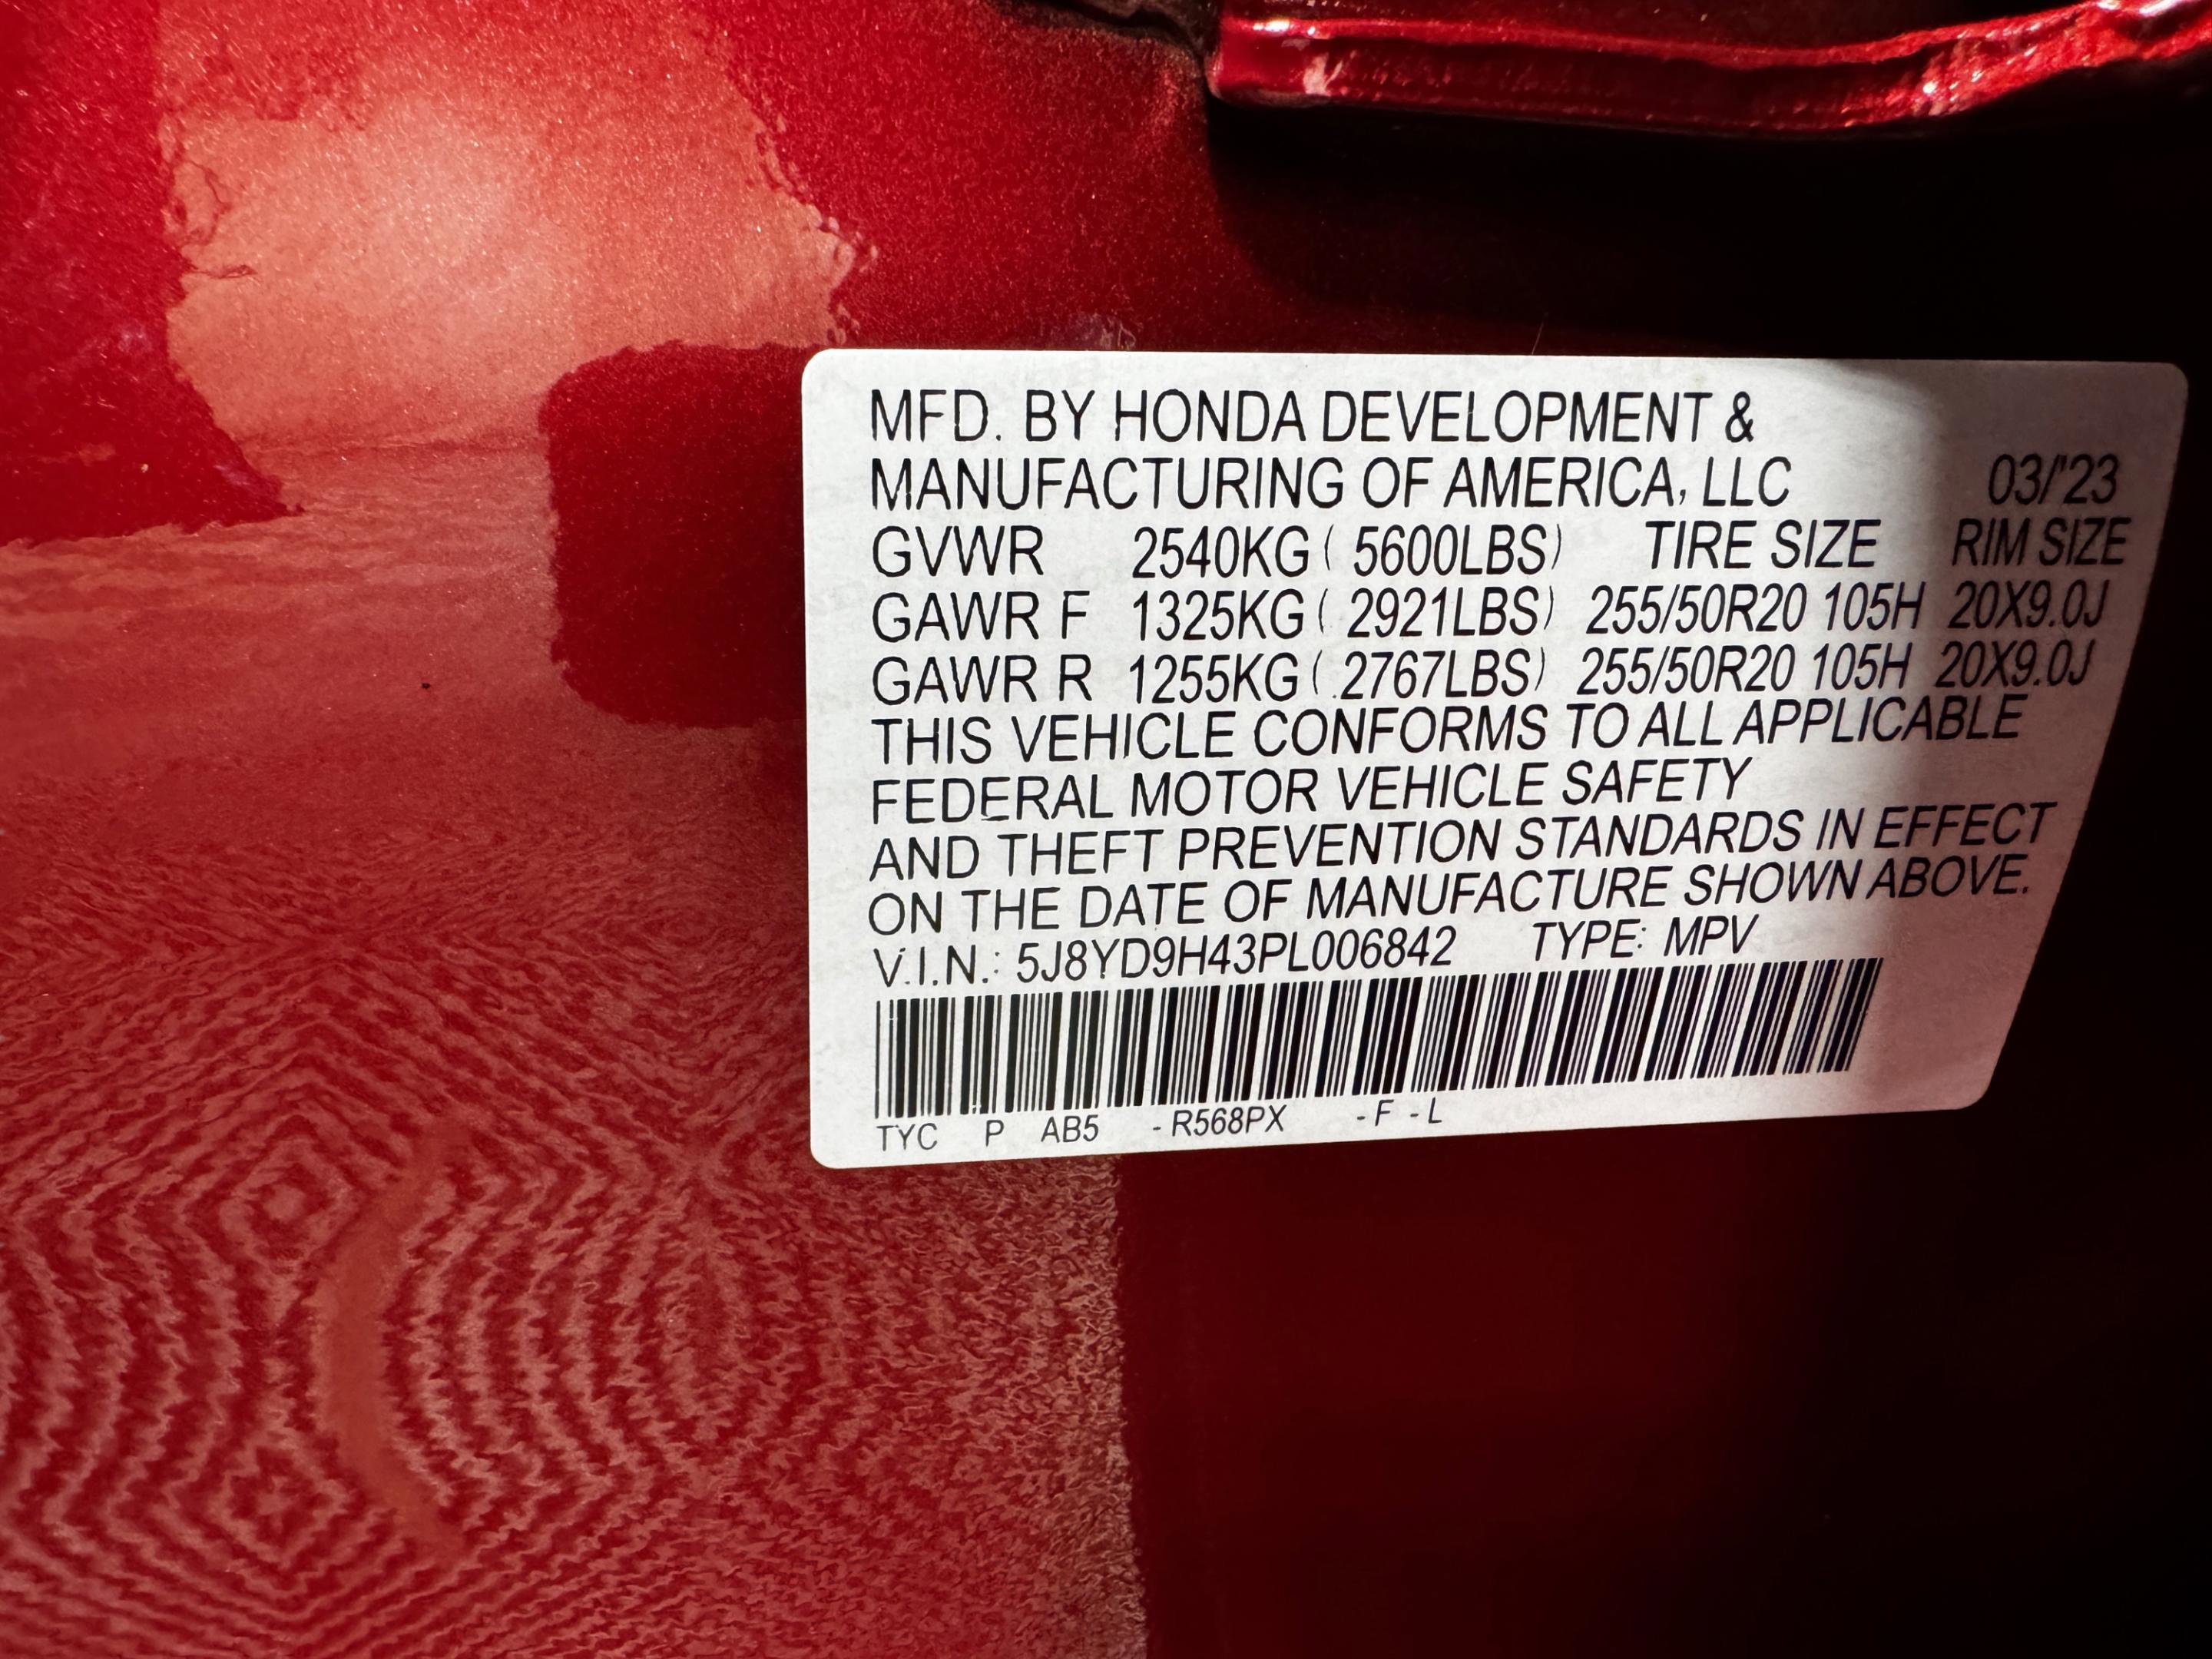 MFD. BY HONDA DEVELOPMENT &
MANUFACTURING OF AMERICA, LLC 03/'23
GVWR 2540KG ( 5600LBS) TIRE SIZE RIM SIZE
GAWR F 1325KG ( 2921LBS) 255/50R20 105H 20X9.0J
GAWR R 1255KG ( 2767LBS) 255/50R20 105H 20X9.0J
THIS VEHICLE CONFORMS TO ALL APPLICABLE
FEDERAL MOTOR VEHICLE SAFETY
AND THEFT PREVENTION STANDARDS IN EFFECT
ON THE DATE OF MANUFACTURE SHOWN ABOVE.
V.I.N.: 5J8YD9H43PL006842 TYPE: MPV
TYC P AB5 - R568PX - F - L